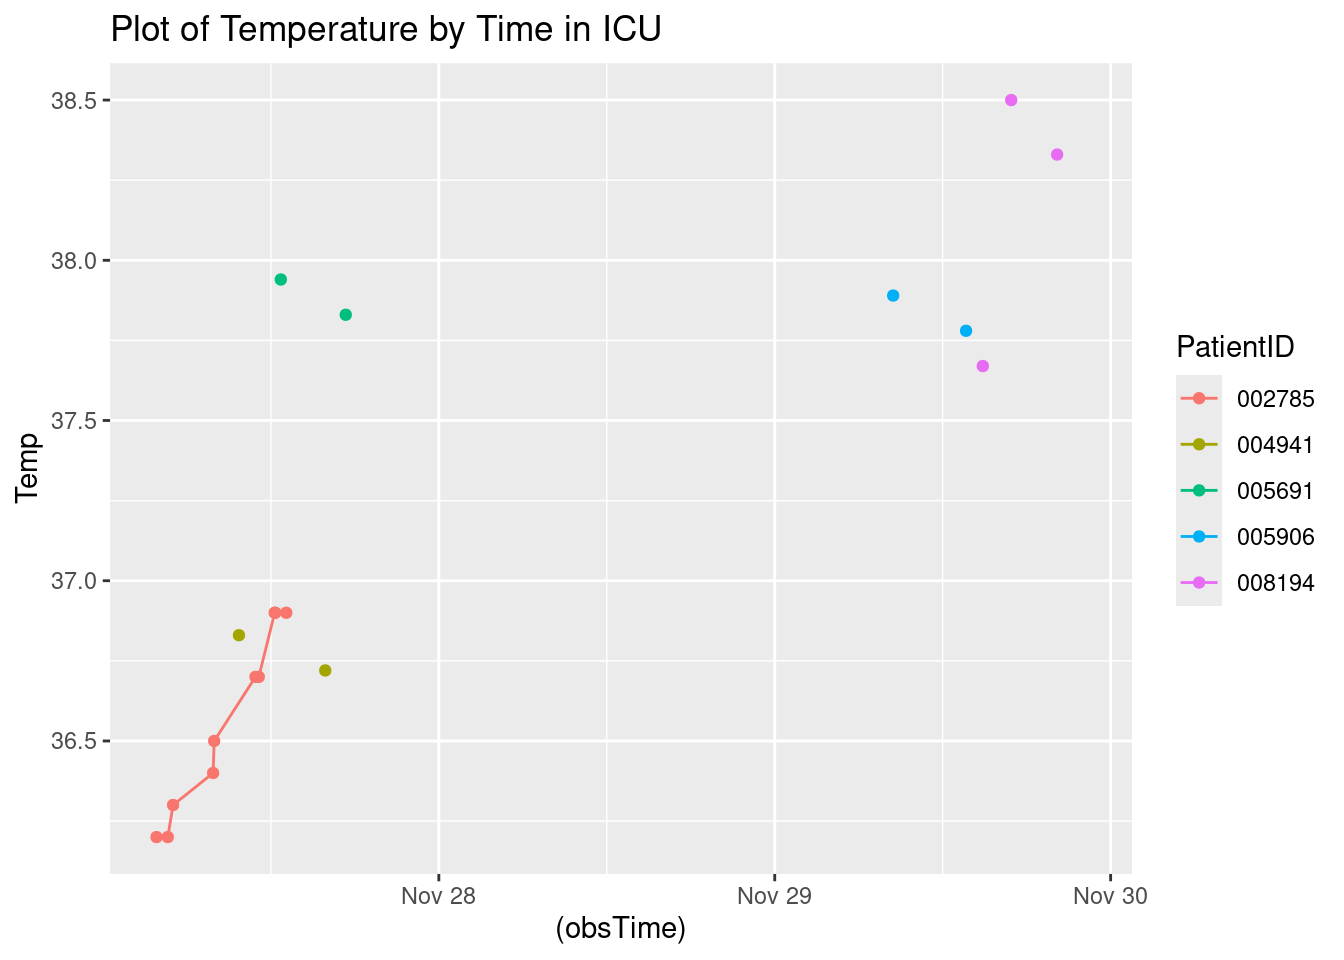 Plot of Temperature by Time in ICU
38.5
38.0
37.5
37.0
36.5
Temp
Nov 28
Nov 29
Nov 30
(obsTime)
PatientID
002785
004941
005691
005906
008194